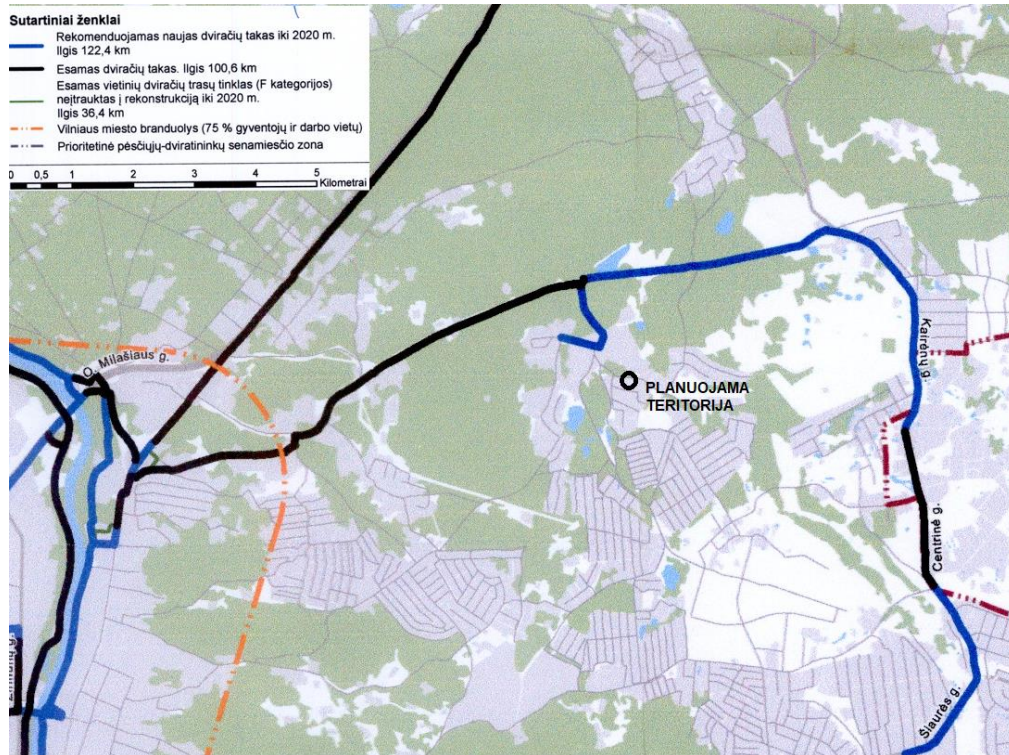 Sutartiniai ženklai
Rekomenduojamas naujas dviračių takas iki 2020 m.
Ilgis 122,4 km
Esamas dviračių takas. Ilgis 100,6 km
Esamas vietinių dviračių trasų tinklas (F kategorijos)
neįtrauktas į rekonstrukciją iki 2020 m.
Ilgis 36,4 km
Vilniaus miesto branduolys (75 % gyventojų ir darbo vietų)
Prioritetinė pėsčiųjų-dviratininkų senamiesčio zona
0 0,5 1 2 3 4 5
Kilometrai
O. Milašiaus g.
PLANUOJAMA
TERITORIJA
Kairėnų g.
Centrinė g.
Šiaurės g.